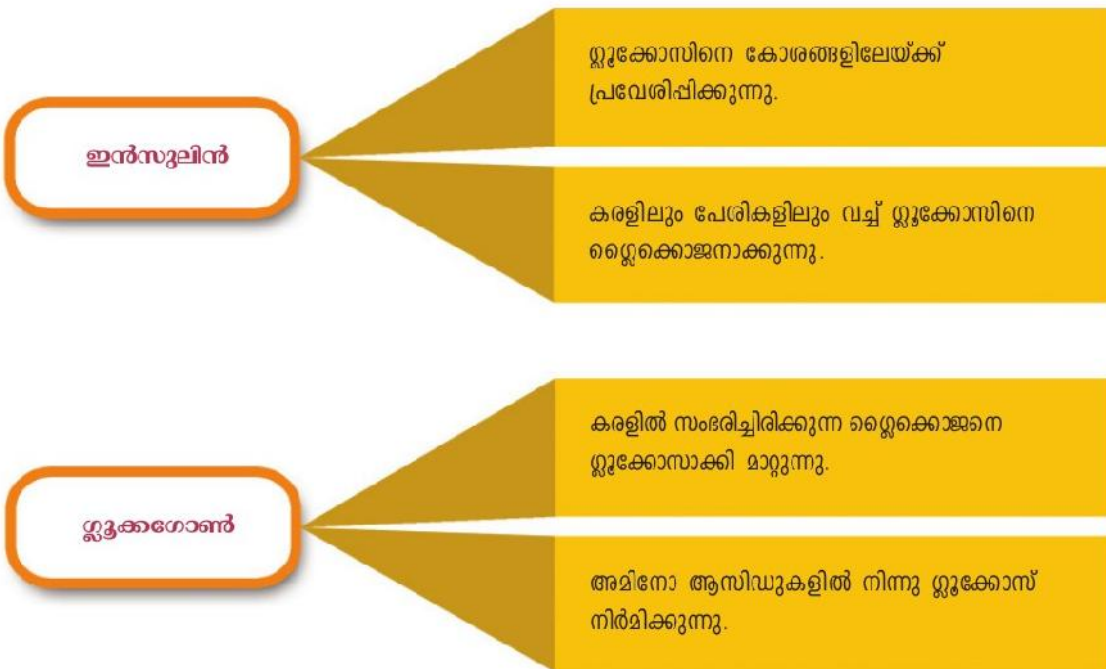 ഇൻസുലിൻ
ഗ്ലൂക്കോസിനെ കോശങ്ങളിലേയ്ക്ക്
പ്രവേശിപ്പിക്കുന്നു.
കരളിലും പേശികളിലും വച്ച് ഗ്ലൂക്കോസിനെ
ഗ്ലൈക്കൊജനാക്കുന്നു.
ഗ്ലൂക്കഗോൺ
കരളിൽ സംഭരിച്ചിരിക്കുന്ന ഗ്ലൈക്കൊജനെ
ഗ്ലൂക്കോസാക്കി മാറ്റുന്നു.
അമിനോ ആസിഡുകളിൽ നിന്നു ഗ്ലൂക്കോസ്
നിർമിക്കുന്നു.